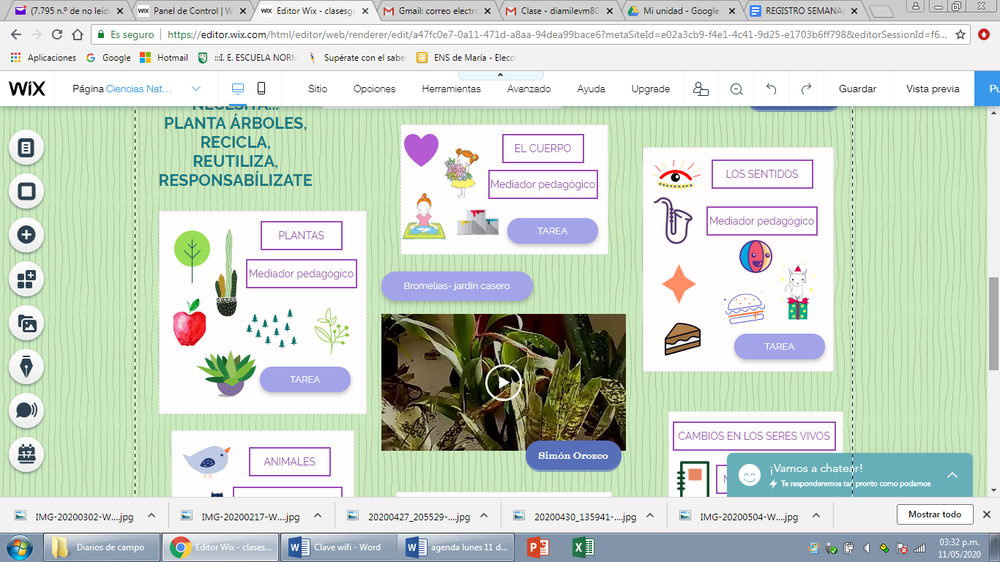 (7.795 n.º de no leíd
Panel de Control | W
Editor Wix - clasesgr
Gmail: correo electró
Clase - diamilevm80
Mi unidad - Google
REGISTRO SEMANAL
Es seguro
https://editor.wix.com/html/editor/web/renderer/edit/a47fc0e7-0a11-471d-a8aa-94dea99bace6?metaSiteId=e02a3cb9-f4e1-4c41-9d25-e1703b6ff798&editorSessionId=f6...
Aplicaciones
Google
Hotmail
:::I. E. ESCUELA NORM
Supérate con el sabe
ENS de María - Elecci
WiX
Página Ciencias Nat...
Sitio
Opciones
Herramientas
Avanzado
Ayuda
Upgrade
Guardar
Vista previa
Pu
NECESITA...
PLANTA ÁRBOLES,
RECICLA,
REUTILIZA,
RESPONSABÍLIZATE
EL CUERPO
Mediador pedagógico
TAREA
LOS SENTIDOS
Mediador pedagógico
TAREA
PLANTAS
Mediador pedagógico
TAREA
Bromelias- jardín casero
Simón Orozco
ANIMALES
CAMBIOS EN LOS SERES VIVOS
¡Vamos a chatear!
Te responderemos tan pronto como podamos
17
IMG-20200302-W....jpg
IMG-20200217-W....jpg
20200427_205529-....jpg
20200430_135941-....jpg
IMG-20200504-W....jpg
Mostrar todo
Diarios de campo
Editor Wix - clases...
Clave wifi - Word
agenda lunes 11 d...
03:32 p.m.
11/05/2020